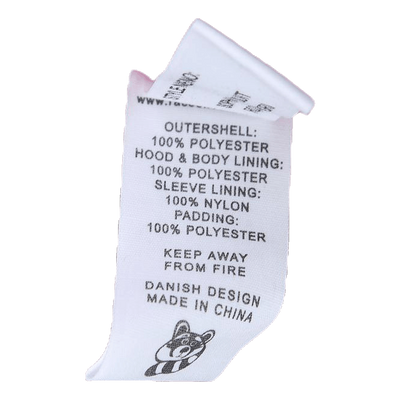 OUTERSHELL:
100% POLYESTER
HOOD & BODY LINING:
100% POLYESTER
SLEEVE LINING:
100% NYLON
PADDING:
100% POLYESTER
KEEP AWAY
FROM FIRE
DANISH DESIGN
MADE IN CHINA